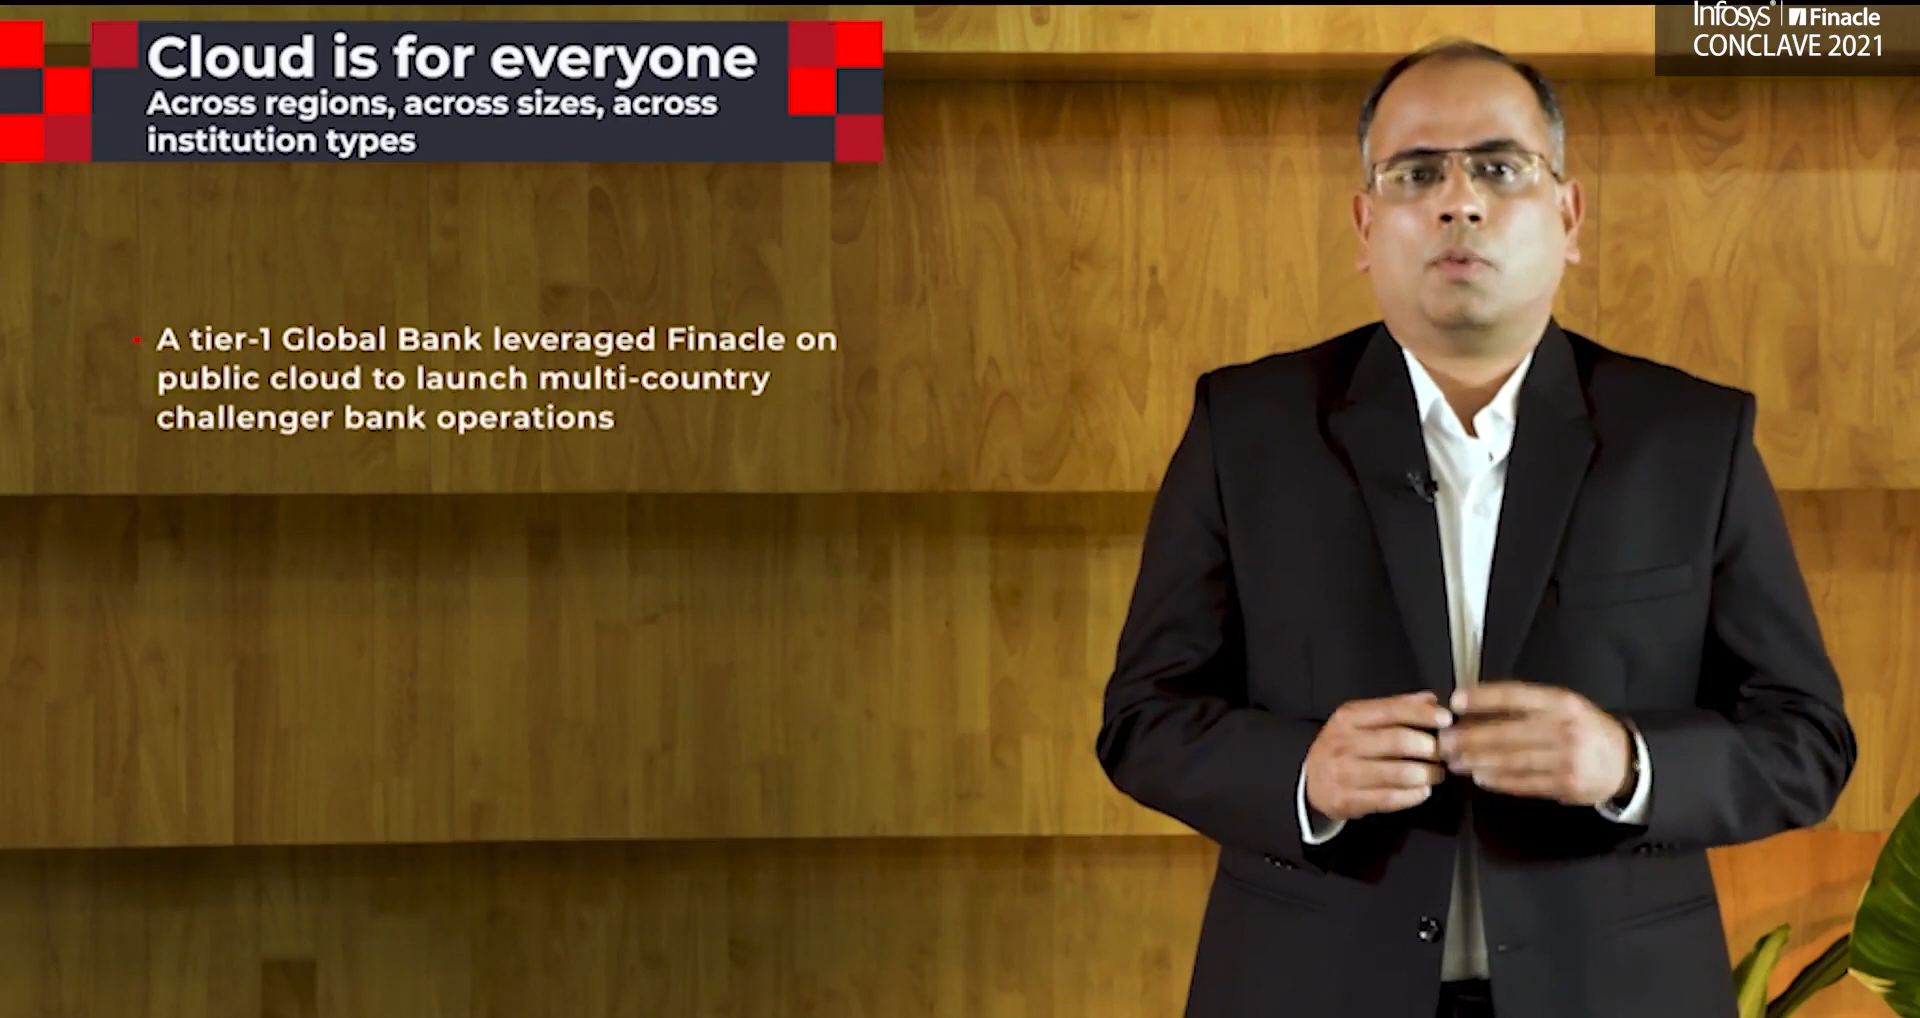 Cloud is for everyone
Across regions, across sizes, across
institution types
Infosys® | Finacle
CONCLAVE 2021
• A tier-1 Global Bank leveraged Finacle on
public cloud to launch multi-country
challenger bank operations